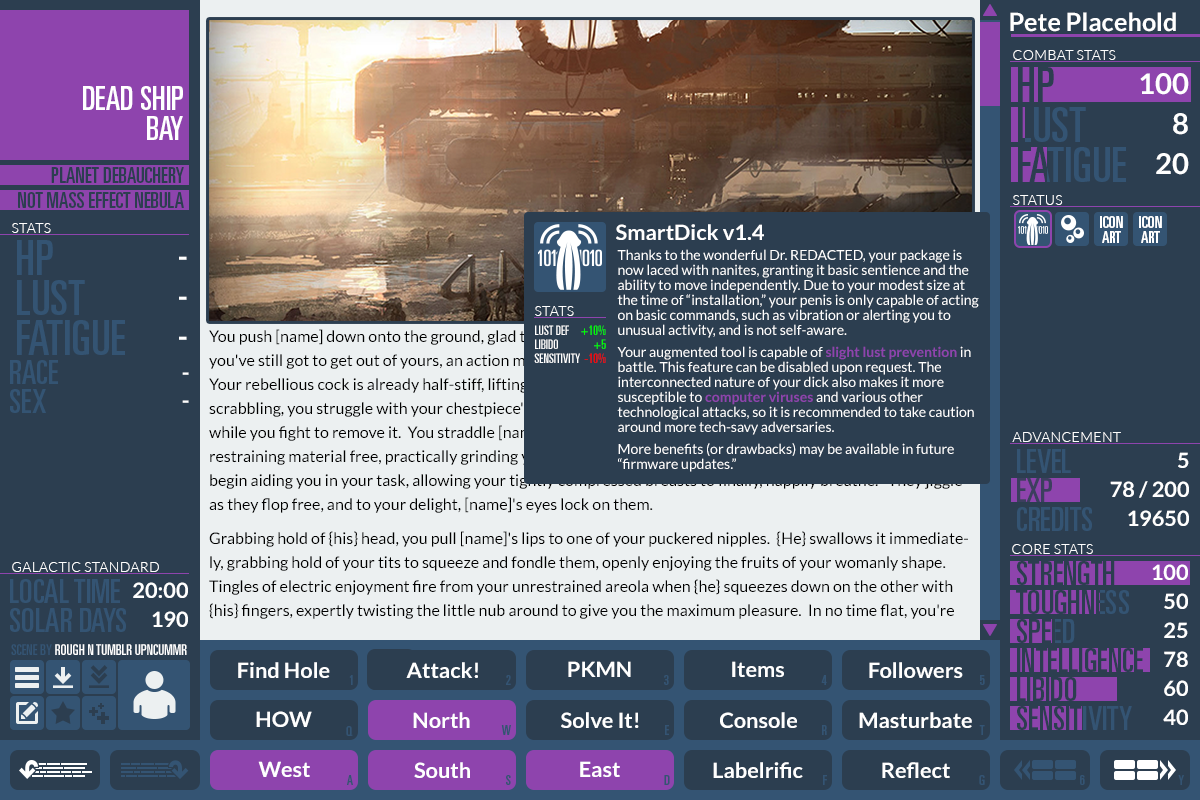 DEAD SHIP
BAY
PLANET DEBAUCHERY
NOT MASS EFFECT NEBULA
STATS
HP -
LUST -
FATIGUE -
RACE -
SEX -
GALACTIC STANDARD
LOCAL TIME 20:00
SOLAR DAYS 190
SCENE BY ROUGH N TUMBLR UPNCUMMR
SmartDick v1.4
101 010
Thanks to the wonderful Dr. REDACTED, your package is
now laced with nanites, granting it basic sentience and the
ability to move independently. Due to your modest size at
the time of “installation,” your penis is only capable of acting
on basic commands, such as vibration or alerting you to
unusual activity, and is not self-aware.
STATS
LUST DEF +10%
LIBIDO +5
SENSITIVITY -10%
Your augmented tool is capable of slight lust prevention in
battle. This feature can be disabled upon request. The
interconnected nature of your dick also makes it more
susceptible to computer viruses and various other
technological attacks, so it is recommended to take caution
around more tech-savy adversaries.
More benefits (or drawbacks) may be available in future
“firmware updates.”
You push [name] down onto the ground, glad t
you've still got to get out of yours, an action m
Your rebellious cock is already half-stiff, lifting
scrabbling, you struggle with your chestpiece'
while you fight to remove it. You straddle [nar
restraining material free, practically grinding y
begin aiding you in your task, allowing your tightly compressed breasts to finally, happily breathe. They jiggle
as they flop free, and to your delight, [name]'s eyes lock on them.
Grabbing hold of {his} head, you pull [name]'s lips to one of your puckered nipples. {He} swallows it immediate-
ly, grabbing hold of your tits to squeeze and fondle them, openly enjoying the fruits of your womanly shape.
Tingles of electric enjoyment fire from your unrestrained areola when {he} squeezes down on the other with
{his} fingers, expertly twisting the little nub around to give you the maximum pleasure. In no time flat, you're
Find Hole 1
Attack! 2
PKMN 3
Items 4
Followers 5
HOW Q
North W
Solve It! E
Console R
Masturbate T
West A
South S
East D
Labelrific F
Reflect G
Pete Placehold
COMBAT STATS
HP 100
LUST 8
FATIGUE 20
STATUS
101 010
ICON
ART
ICON
ART
ADVANCEMENT
LEVEL 5
EXP 78 / 200
CREDITS 19650
CORE STATS
STRENGTH 100
TOUGHNESS 50
SPEED 25
INTELLIGENCE 78
LIBIDO 60
SENSITIVITY 40
Y